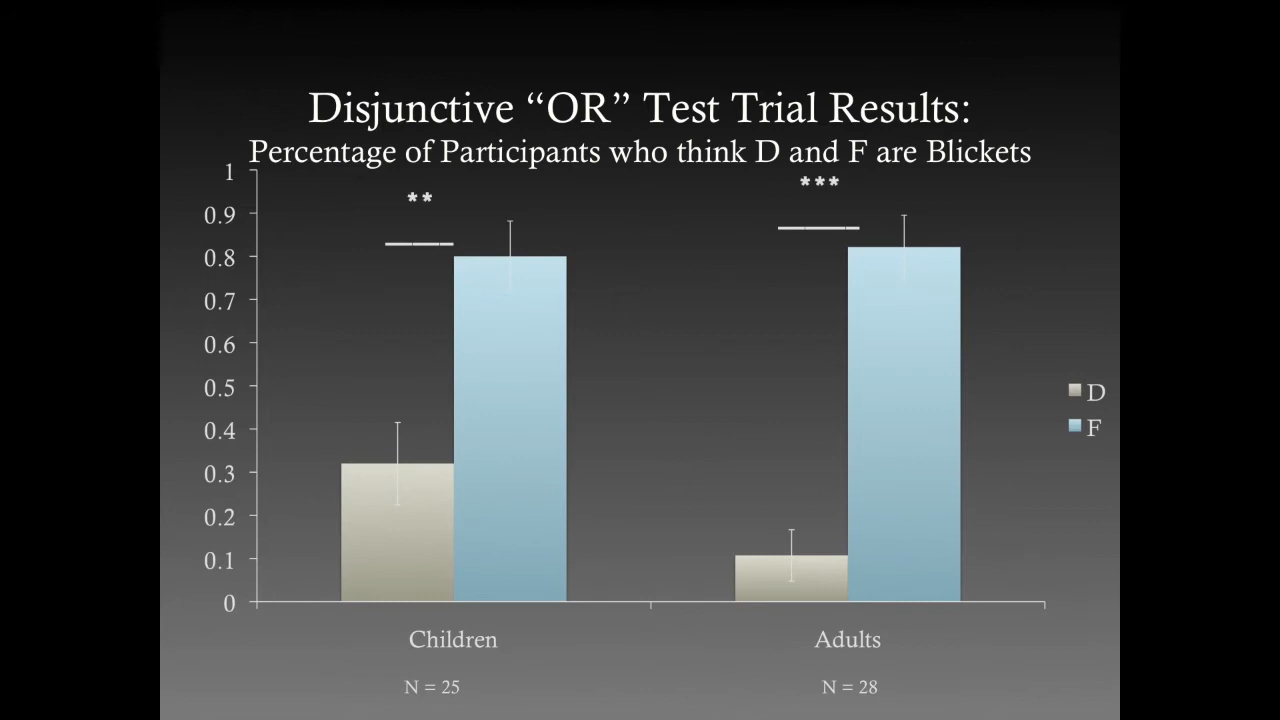 Disjunctive “OR” Test Trial Results:
Percentage of Participants who think D and F are Blickets
1
** ***
0.9
0.8
0.7
0.6
0.5
0.4
0.3
0.2
0.1
0
D
F
Children Adults
N = 25 N = 28